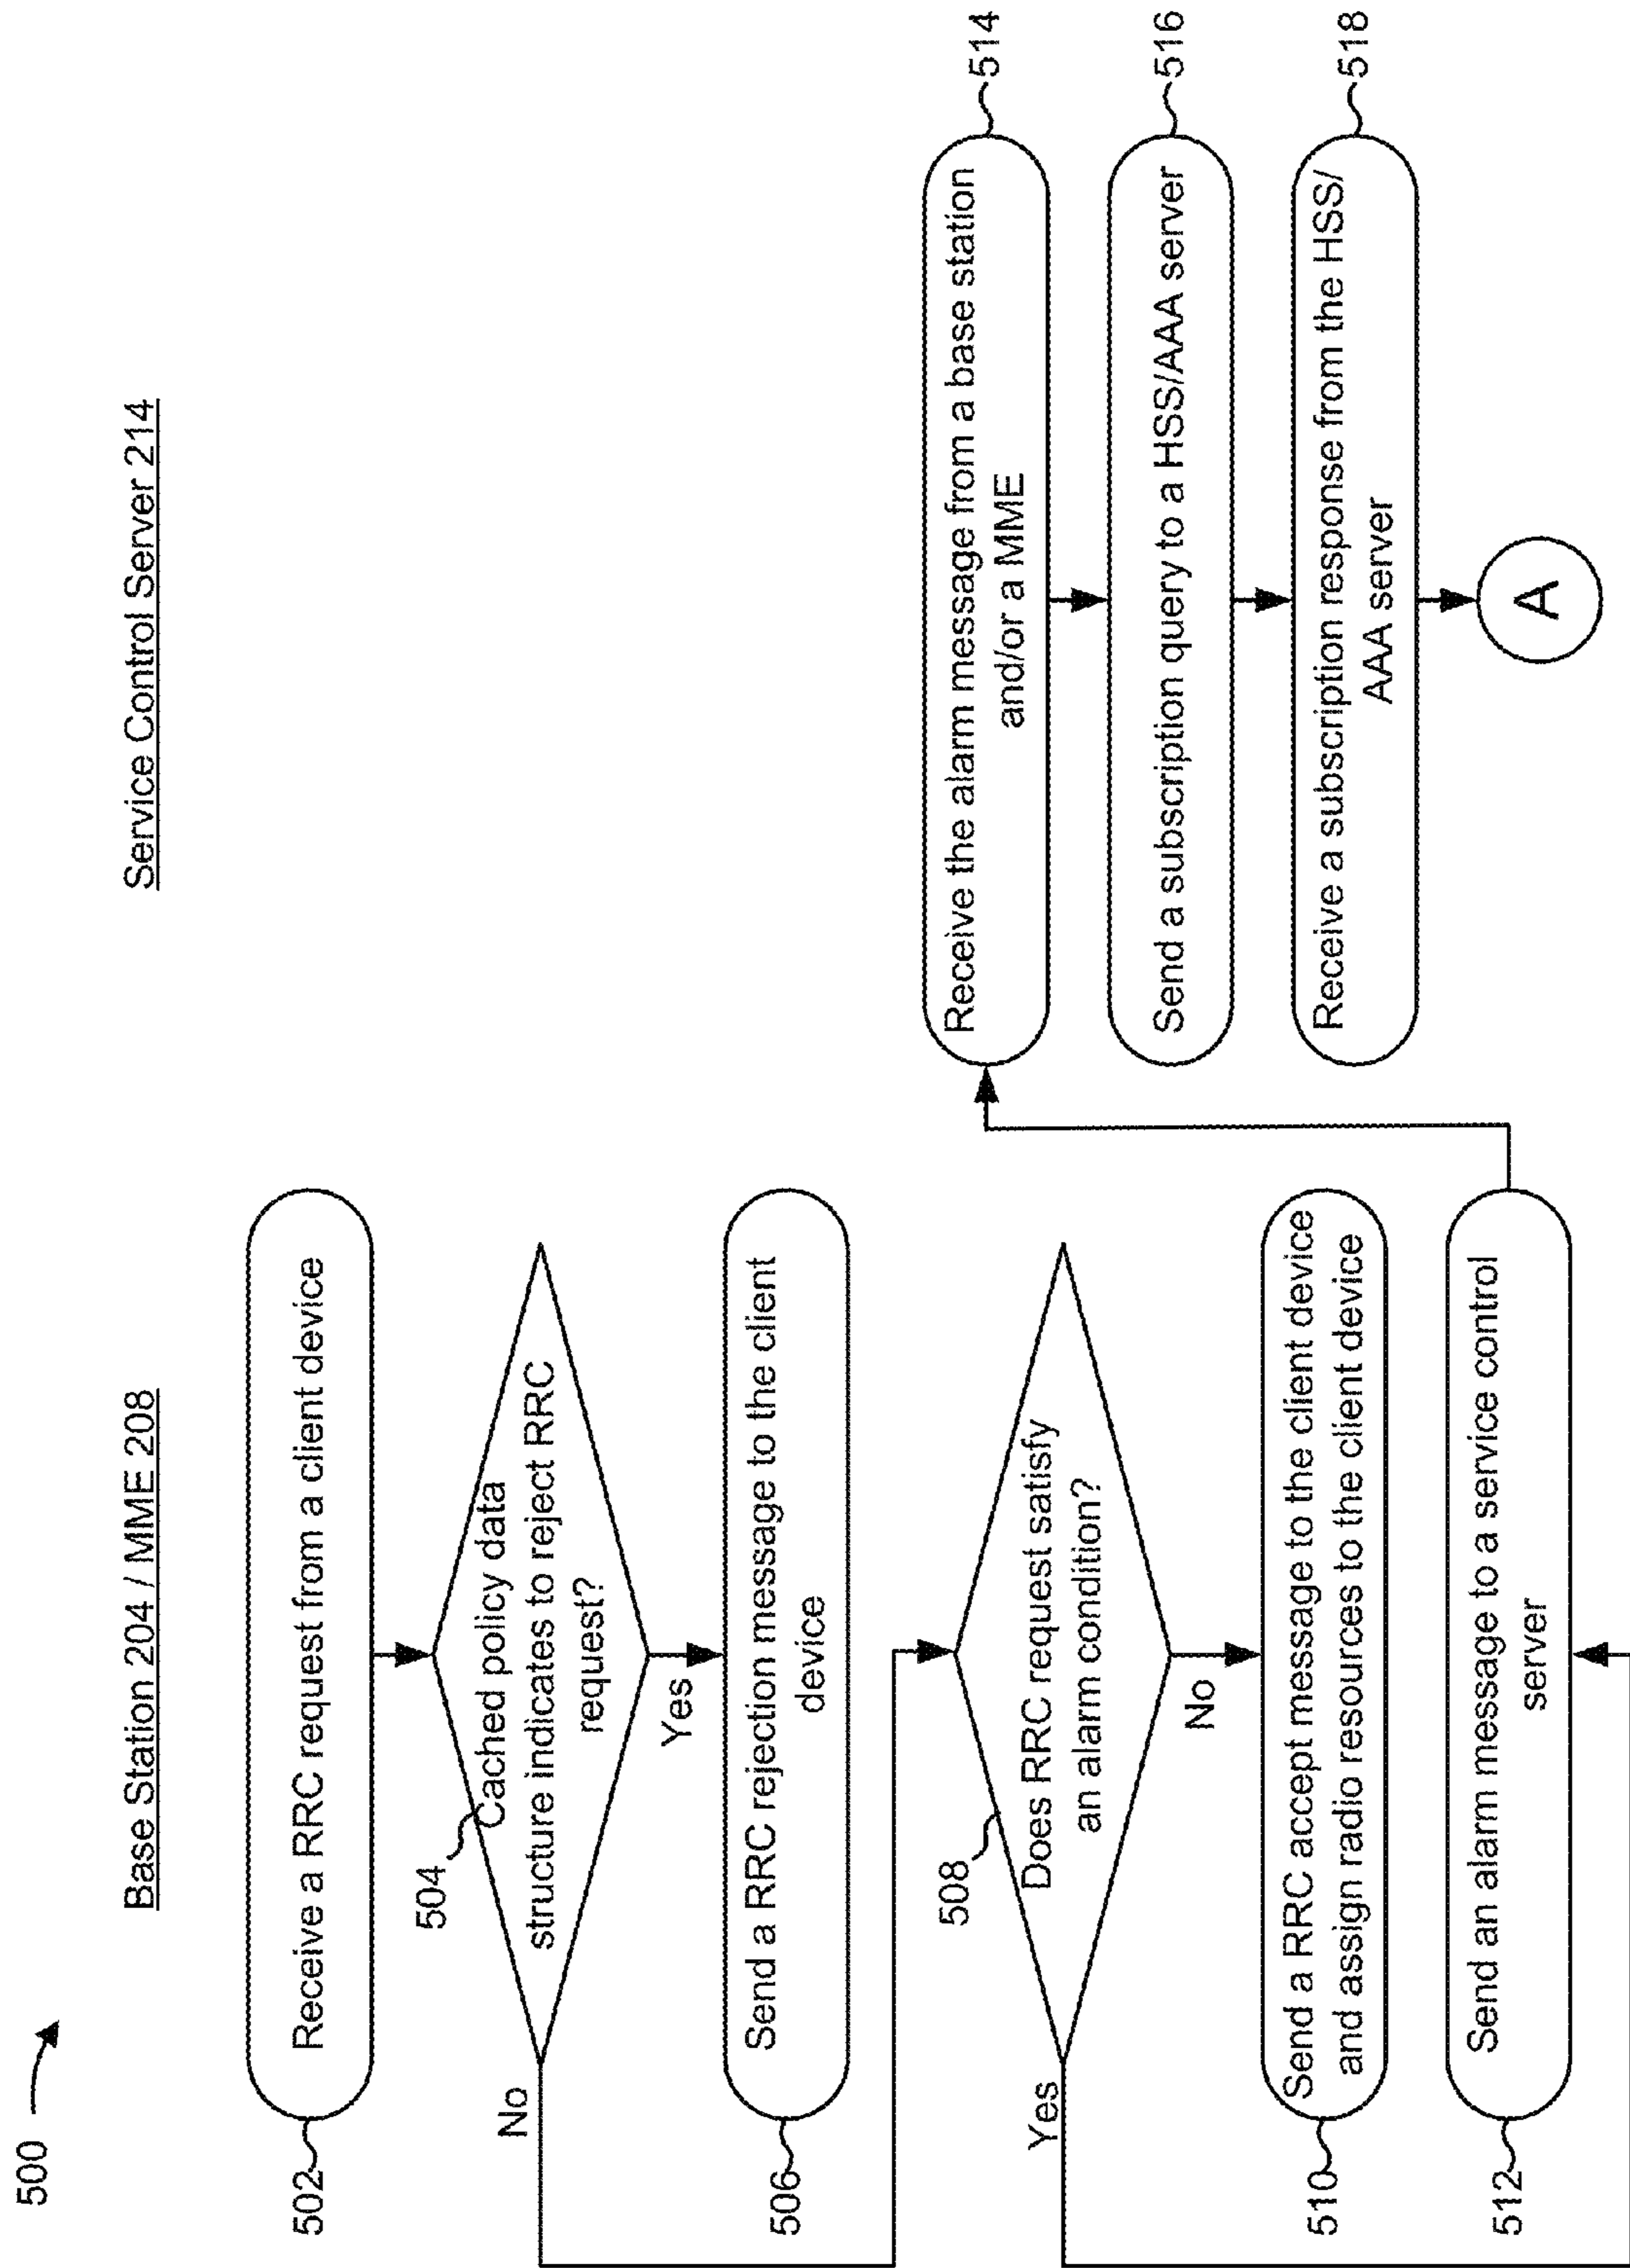 500
Base Station 204 / MME 208
Service Control Server 214
502
Receive a RRC request from a client device
504
Cached policy data
structure indicates to reject RRC
request?
No
Yes
506
Send a RRC rejection message to the client
device
508
Does RRC request satisfy
an alarm condition?
Yes
No
510
Send a RRC accept message to the client device
and assign radio resources to the client device
512
Send an alarm message to a service control
server
Receive the alarm message from a base station
and/or a MME
514
Send a subscription query to a HSS/AAA server
516
Receive a subscription response from the HSS/
AAA server
518
A